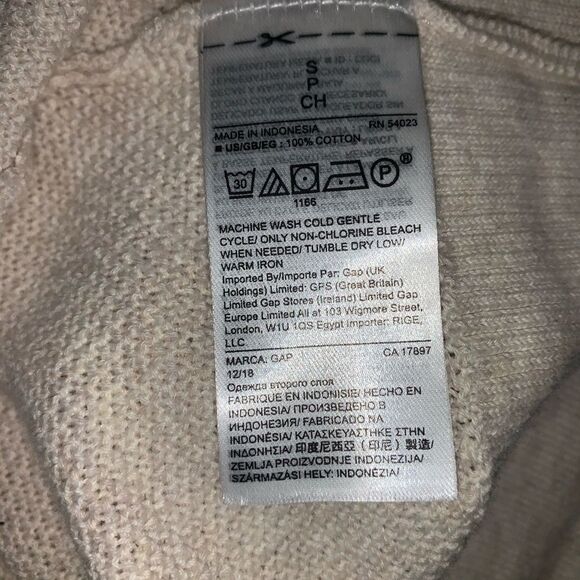 S
P
CH
MADE IN INDONESIA RN 54023
■ US/GB/EG : 100% COTTON
30
P
®
1166
MACHINE WASH COLD GENTLE
CYCLE/ ONLY NON-CHLORINE BLEACH
WHEN NEEDED/ TUMBLE DRY LOW/
WARM IRON
Imported By/Importe Par: Gap (UK
Holdings) Limited: GPS (Great Britain)
Limited Gap Stores (Ireland) Limited Gap
Europe Limited All at 103 Wigmore Street,
London, W1U 1QS Egypt Importer: RIGE,
LLC
MARCA: GAP CA 17897
12/18
Одежда второго слоя
FABRIQUE EN INDONISIE/ HECHO EN
INDONESIA/ ПРОИЗВЕДЕНО В
ИНДОНЕЗИЯ/ FABRICADO NA
INDONÉSIA/ ΚΑΤΑΣΚΕΥΑΣΤΗΚΕ ΣΤΗΝ
ΙΝΔΟΝΗΣΙΑ/ 印度尼西亞 (印尼) 製造/
ZEMLJA PROIZVODNJE INDONEZIJA/
SZÁRMAZÁSI HELY: INDONÉZIA/